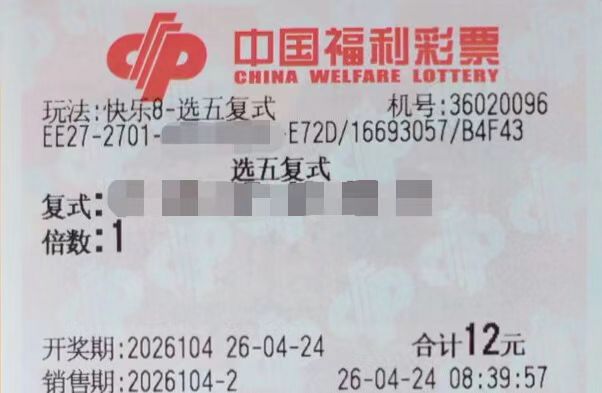 中国福利彩票
CHINA WELFARE LOTTERY
玩法:快乐8-选五复式 机号:36020096
EE27-2701- E72D/16693057/B4F43
选五复式
复式:
倍数:1
开奖期:2026104 26-04-24 合计12元
销售期:2026104-2 26-04-24 08:39:57